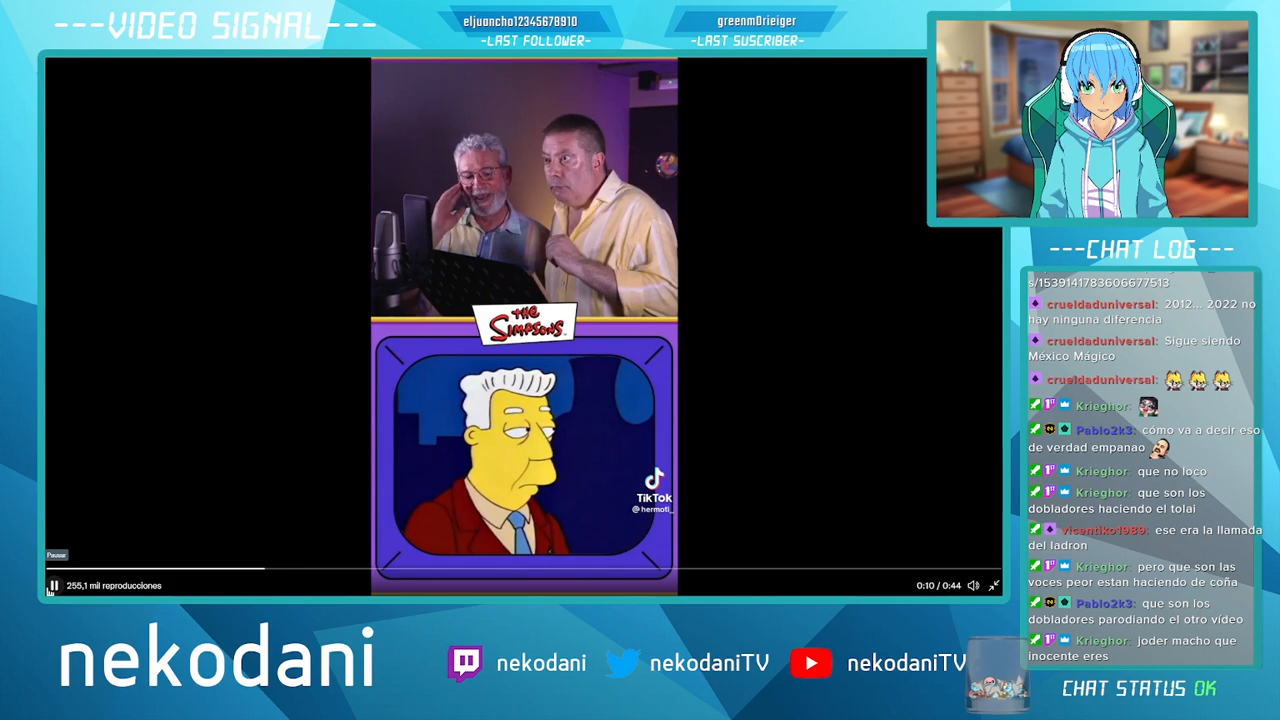 ---VIDEO SIGNAL---
eljuancho12345678910
-LAST FOLLOWER-
greenm0rieiger
-LAST SUSCRIBER-
THE SIMPSONS
TikTok
@hermoti_
Pausar
255,1 mil reproducciones
0:10 / 0:44
---CHAT LOG---
s/1539141783606677513
crueldaduniversal: 2012... 2022 no
hay ninguna diferencia
crueldaduniversal: Sigue siendo
México Mágico
crueldaduniversal:
Krieghor:
Pablo2k3: cómo va a decir eso
de verdad empanao
Krieghor: que no loco
Krieghor: que son los
dobladores haciendo el tolai
vicentiko1989: ese era la llamada
del ladron
Krieghor: pero que son las
voces peor estan haciendo de coña
Pablo2k3: que son los
dobladores parodiando el otro vídeo
Krieghor: joder macho que
inocente eres
CHAT STATUS OK
nekodani
nekodani
nekodaniTV
nekodaniTV